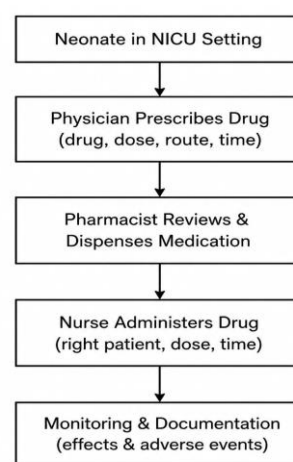 Neonate in NICU Setting
Physician Prescribes Drug
(drug, dose, route, time)
Pharmacist Reviews &
Dispenses Medication
Nurse Administers Drug
(right patient, dose, time)
Monitoring & Documentation
(effects & adverse events)